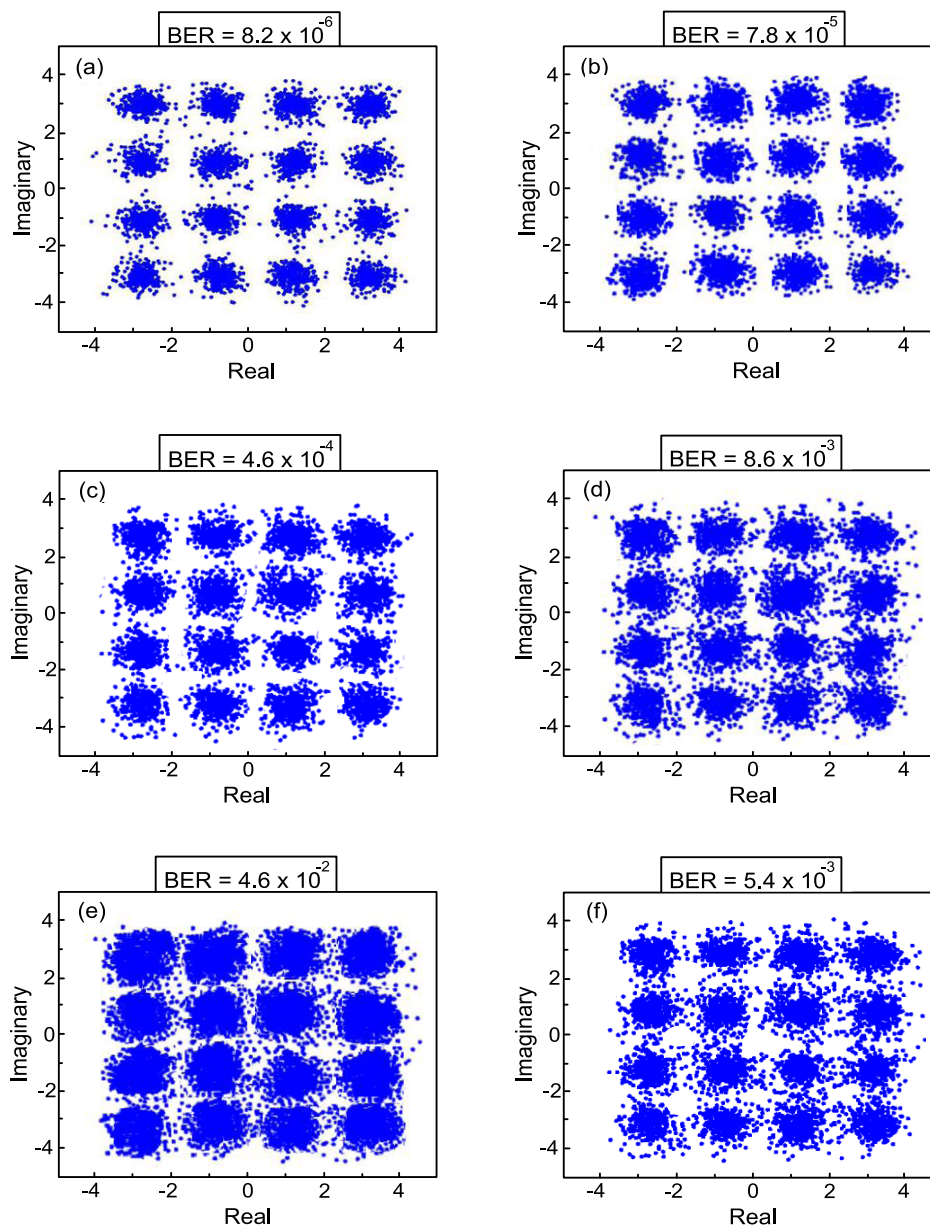 BER = 8.2 x 10^-6
(a)
4
2
0
-2
-4
Imaginary
-4 -2 0 2 4
Real
BER = 7.8 x 10^-5
(b)
4
2
0
-2
-4
Imaginary
-4 -2 0 2 4
Real
BER = 4.6 x 10^-4
(c)
4
2
0
-2
-4
Imaginary
-4 -2 0 2 4
Real
BER = 8.6 x 10^-3
(d)
4
2
0
-2
-4
Imaginary
-4 -2 0 2 4
Real
BER = 4.6 x 10^-2
(e)
4
2
0
-2
-4
Imaginary
-4 -2 0 2 4
Real
BER = 5.4 x 10^-3
(f)
4
2
0
-2
-4
Imaginary
-4 -2 0 2 4
Real